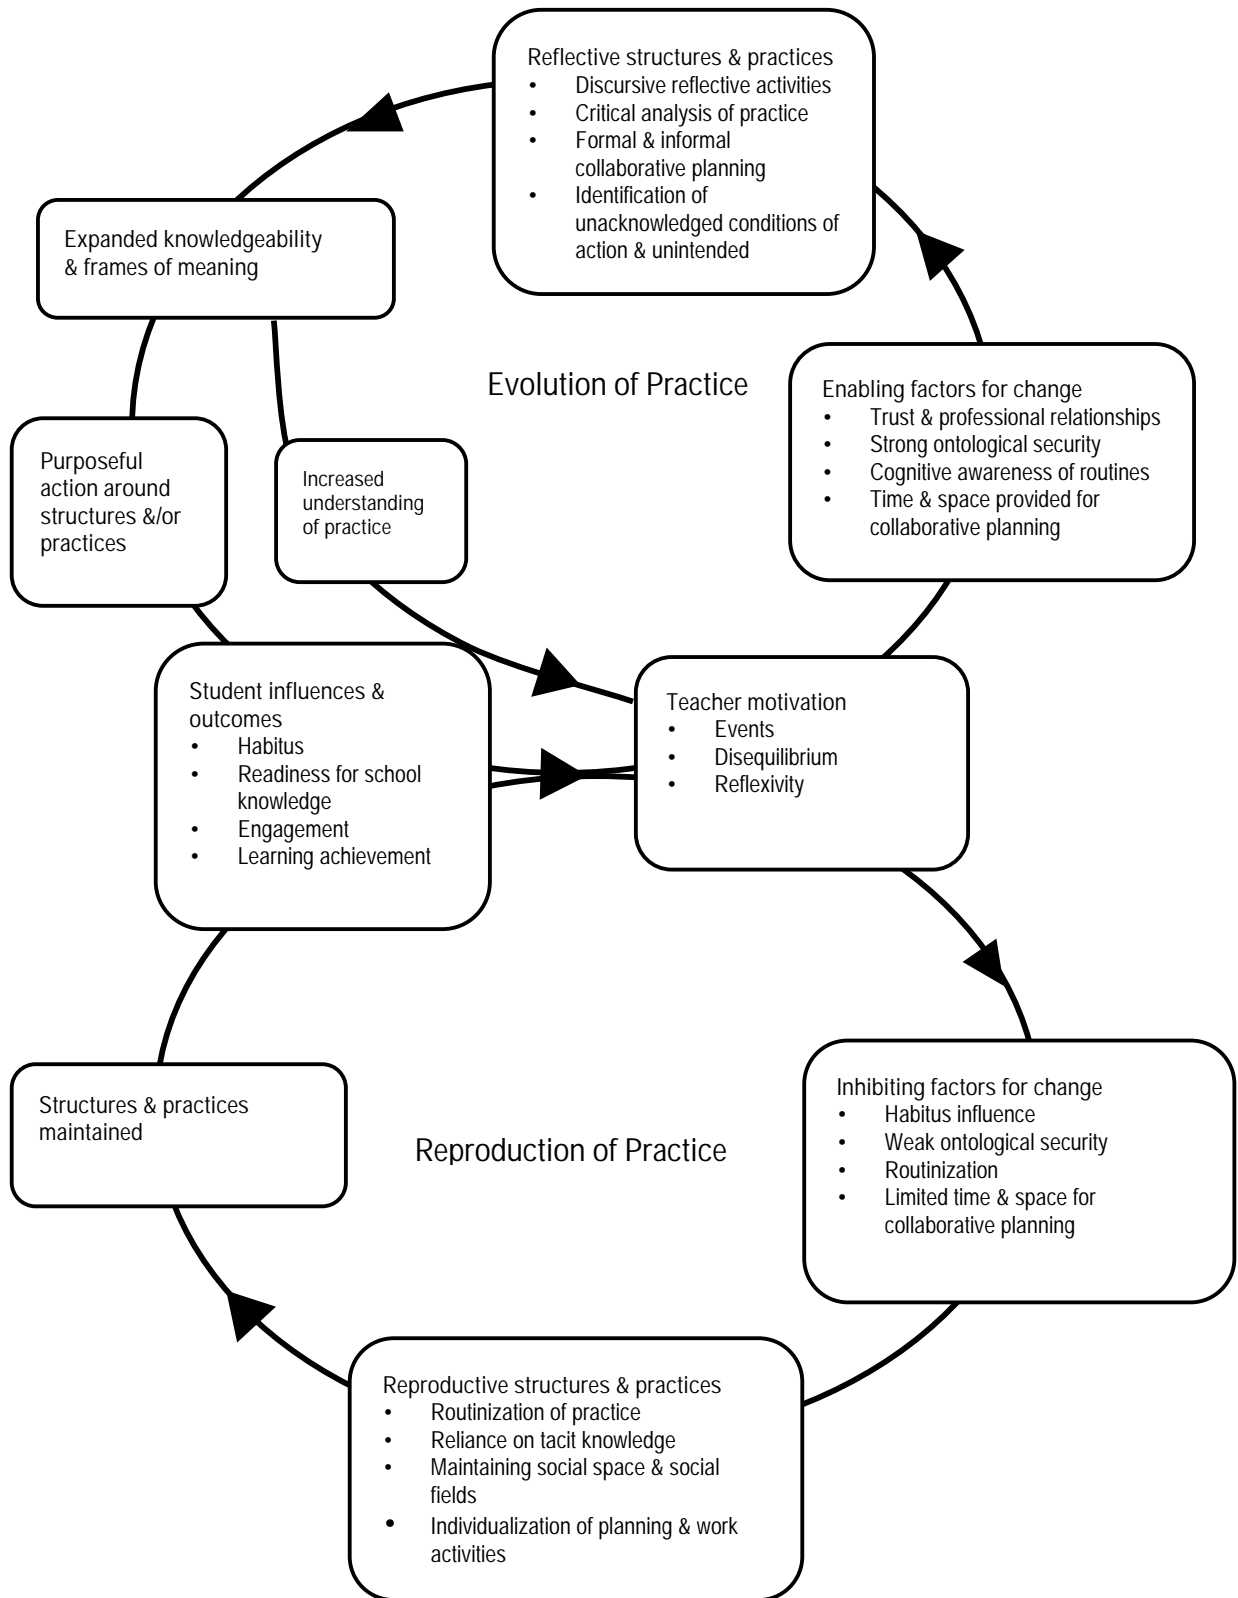 Reflective structures & practices
• Discursive reflective activities
• Critical analysis of practice
• Formal & informal
collaborative planning
• Identification of
unacknowledged conditions of
action & unintended
Expanded knowledgeability
& frames of meaning
Evolution of Practice
Enabling factors for change
• Trust & professional relationships
• Strong ontological security
• Cognitive awareness of routines
• Time & space provided for
collaborative planning
Purposeful
action around
structures &/or
practices
Increased
understanding
of practice
Student influences &
outcomes
• Habitus
• Readiness for school
knowledge
• Engagement
• Learning achievement
Teacher motivation
• Events
• Disequilibrium
• Reflexivity
Structures & practices
maintained
Reproduction of Practice
Inhibiting factors for change
• Habitus influence
• Weak ontological security
• Routinization
• Limited time & space for
collaborative planning
Reproductive structures & practices
• Routinization of practice
• Reliance on tacit knowledge
• Maintaining social space & social
fields
• Individualization of planning & work
activities